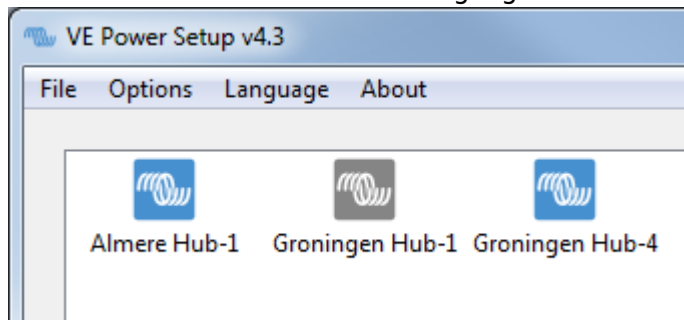 VE Power Setup v4.3
File Options Language About
Almere Hub-1 Groningen Hub-1 Groningen Hub-4